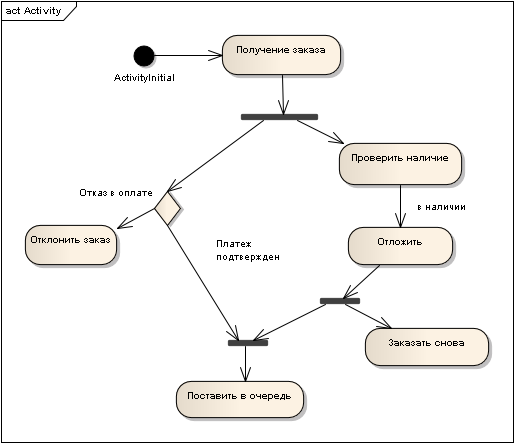 act Activity
Получение заказа
ActivityInitial
Проверить наличие
Отказ в оплате
в наличии
Отклонить заказ
Платеж
подтвержден
Отложить
Заказать снова
Поставить в очередь